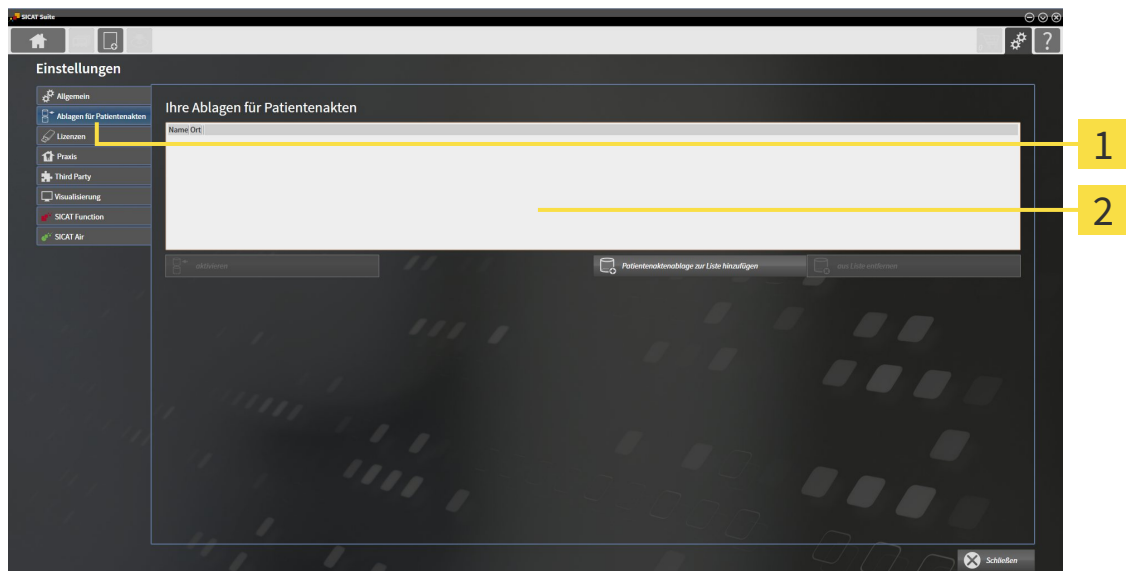 SICAT Suite
?
Einstellungen
Allgemein
Ablagen für Patientenakten
Lizenzen
Praxis
Third Party
Visualisierung
SICAT Function
SICAT Air
Ihre Ablagen für Patientenakten
Name Ort
aktivieren
Patientenaktenablage zur Liste hinzufügen
aus Liste entfernen
Schließen
1
2